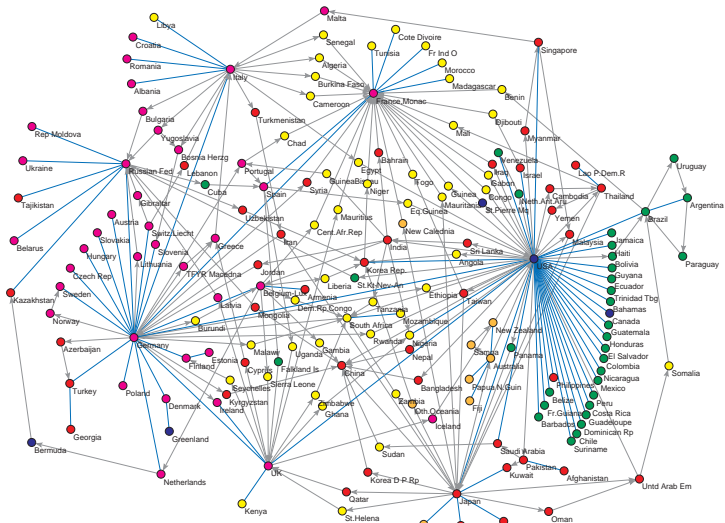 Malta
Libya
Cote Divoire
Senegal
Croatia
Tunisia
Fr Ind O
Singapore
Romania
Algeria
Morocco
Italy
Albania
Burkina Faso
Madagascar
France,Monac
Benin
Cameroon
Bulgaria
Turkmenistan
Djibouti
Rep Moldova
Yugoslavia
Chad
Mali
Myanmar
Bosnia Herzg
Bahrain
Venezuela
Uruguay
Ukraine
Russian Fed
Lebanon
Portugal
Egypt
Iraq
Israel
Lao P.Dem.R
GuineaBissau
Togo
Gabon
Cuba
Spain
Syria
Niger
Guinea
Congo
Neth.Ant.Aru
Cambodia
Thailand
Tajikistan
Gibraltar
Mauritania
St.Pierre Mq
Argentina
Austria
Uzbekistan
Mauritius
Eq.Guinea
Yemen
Brazil
Switz.Liecht
Cent.Afr.Rep
New Calednia
Belarus
Slovakia
Slovenia
Greece
Iran
India
Sri Lanka
Malaysia
Jamaica
Hungary
Lithuania
TFYR Macedna
Jordan
Korea Rep.
Angola
USA
Haiti
Paraguay
Czech Rep
St.Kt-Nev-An
Bolivia
Sweden
Liberia
Guyana
Kazakhstan
Latvia
Belgium-Lux
Armenia
Ethiopia
Taiwan
Ecuador
Norway
Mongolia
Dem.Rp.Congo
Tanzania
Trinidad Tbg
Burundi
South Africa
Mozambique
New Zealand
Bahamas
Azerbaijan
Germany
Rwanda
Nigeria
Canada
Malawi
Uganda
Gambia
Nepal
Samoa
Panama
Guatemala
Estonia
Honduras
Finland
Cyprus
Falkland Is
China
Australia
El Salvador
Somalia
Turkey
Poland
Seychelles
Sierra Leone
Bangladesh
Papua N.Guin
Philippines
Colombia
Kyrgyzstan
Zimbabwe
Zambia
Belize
Nicaragua
Denmark
Ireland
Ghana
Oth.Oceania
Fiji
Fr.Guiana
Mexico
Georgia
Iceland
Barbados
Peru
Greenland
Costa Rica
Bermuda
Guadeloupe
Sudan
Saudi Arabia
Dominican Rp
Chile
Suriname
UK
Pakistan
Netherlands
Korea D P Rp
Kuwait
Afghanistan
Untd Arab Em
Qatar
Japan
Kenya
St.Helena
Oman